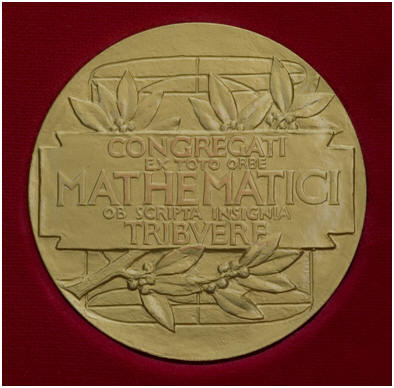 CONGREGATI
EX TOTO ORBE
MATHEMATICI
OB SCRIPTA INSIGNIA
TRIBVERE